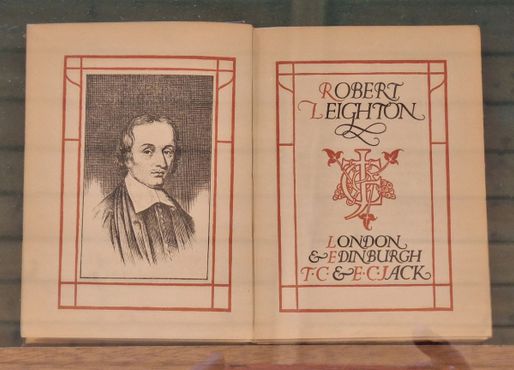 ROBERT
LEIGHTON
LONDON
& EDINBURGH
T·C & E·C·JACK